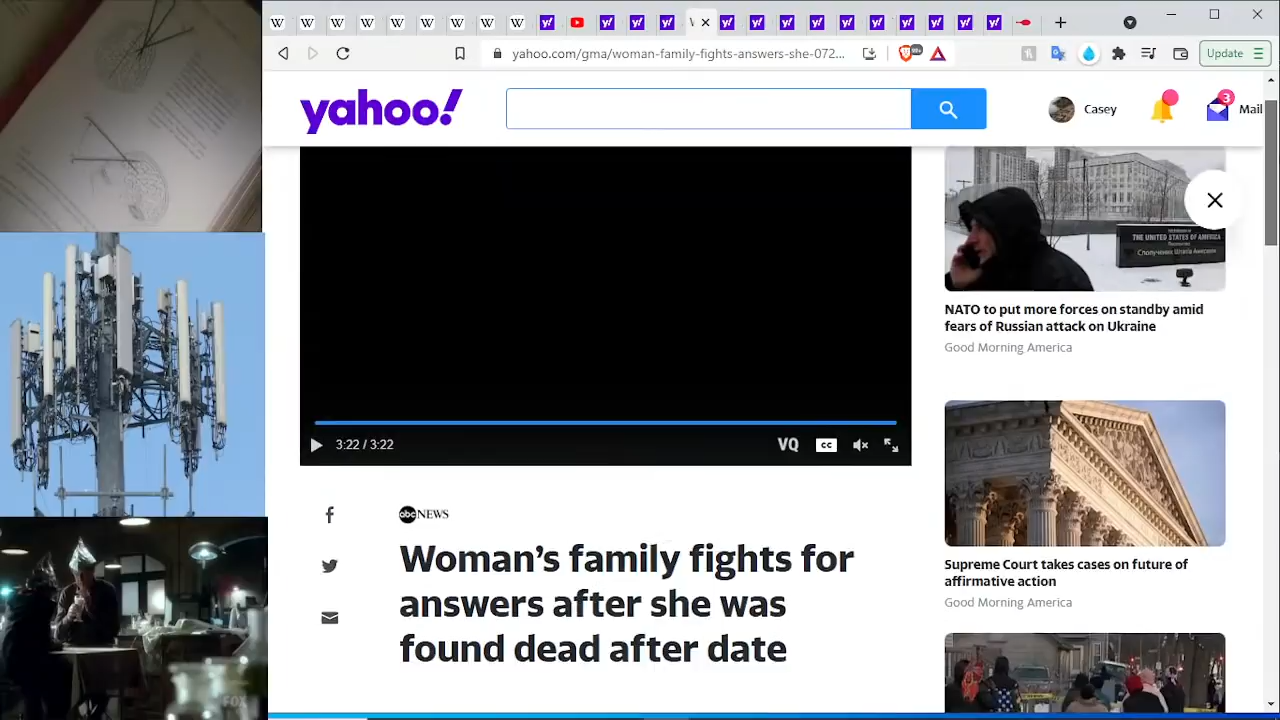 yahoo.com/gma/woman-family-fights-answers-she-072...
99+
Update
yahoo!
Casey
3
Mail
THE UNITED STATES OF AMERICA
NATO to put more forces on standby amid
fears of Russian attack on Ukraine
Good Morning America
3:22 / 3:22
VQ
CC
abc NEWS
Woman's family fights for
answers after she was
found dead after date
Supreme Court takes cases on future of
affirmative action
Good Morning America
FOX